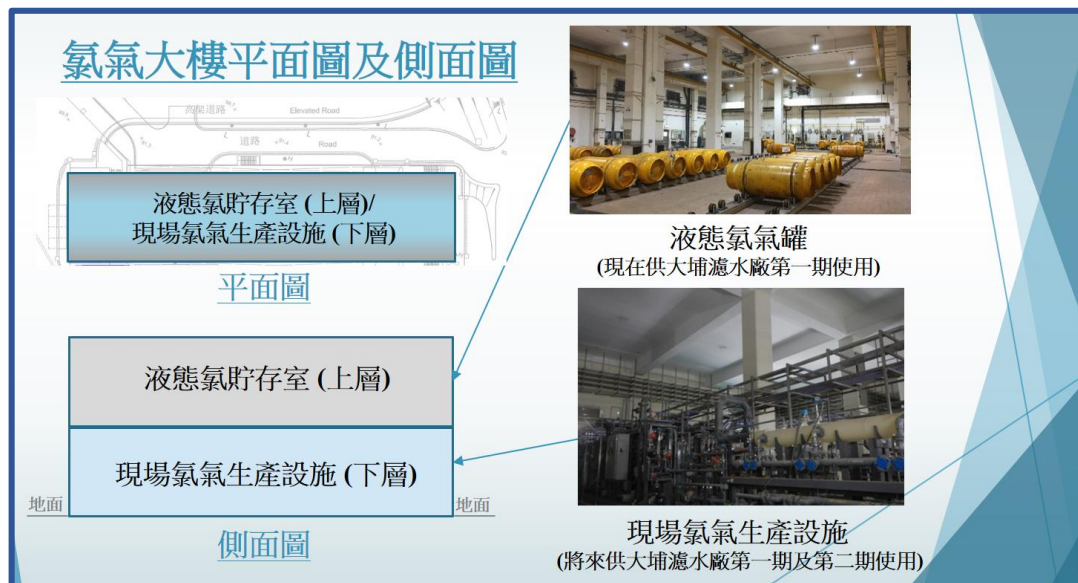 氯氣大樓平面圖及側面圖
高架道路
Elevated Road
道路
Road
液態氯貯存室 (上層)/
現場氯氣生產設施 (下層)
平面圖
液態氯貯存室 (上層)
現場氯氣生產設施 (下層)
地面
地面
側面圖
液態氯氣罐
(現在供大埔濾水廠第一期使用)
現場氯氣生產設施
(將來供大埔濾水廠第一期及第二期使用)